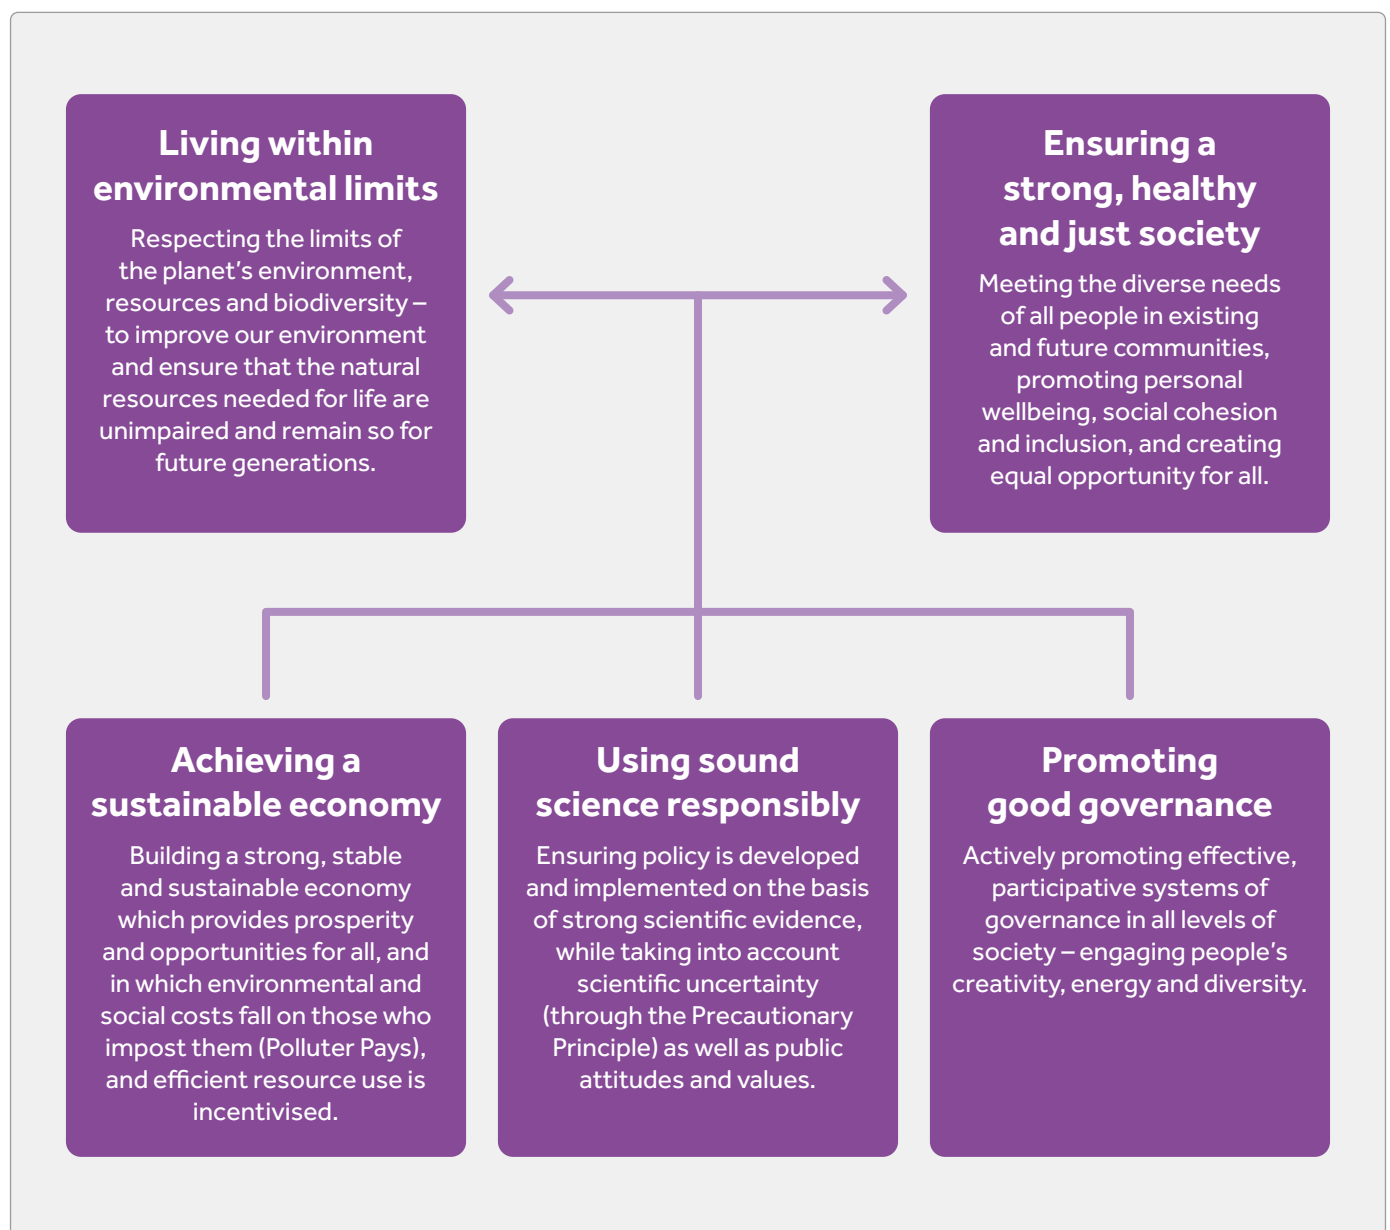 Living within
environmental limits
Respecting the limits of
the planet's environment,
resources and biodiversity –
to improve our environment
and ensure that the natural
resources needed for life are
unimpaired and remain so for
future generations.
Ensuring a
strong, healthy
and just society
Meeting the diverse needs
of all people in existing
and future communities,
promoting personal
wellbeing, social cohesion
and inclusion, and creating
equal opportunity for all.
Achieving a
sustainable economy
Building a strong, stable
and sustainable economy
which provides prosperity
and opportunities for all, and
in which environmental and
social costs fall on those who
impost them (Polluter Pays),
and efficient resource use is
incentivised.
Using sound
science responsibly
Ensuring policy is developed
and implemented on the basis
of strong scientific evidence,
while taking into account
scientific uncertainty
(through the Precautionary
Principle) as well as public
attitudes and values.
Promoting
good governance
Actively promoting effective,
participative systems of
governance in all levels of
society – engaging people's
creativity, energy and diversity.